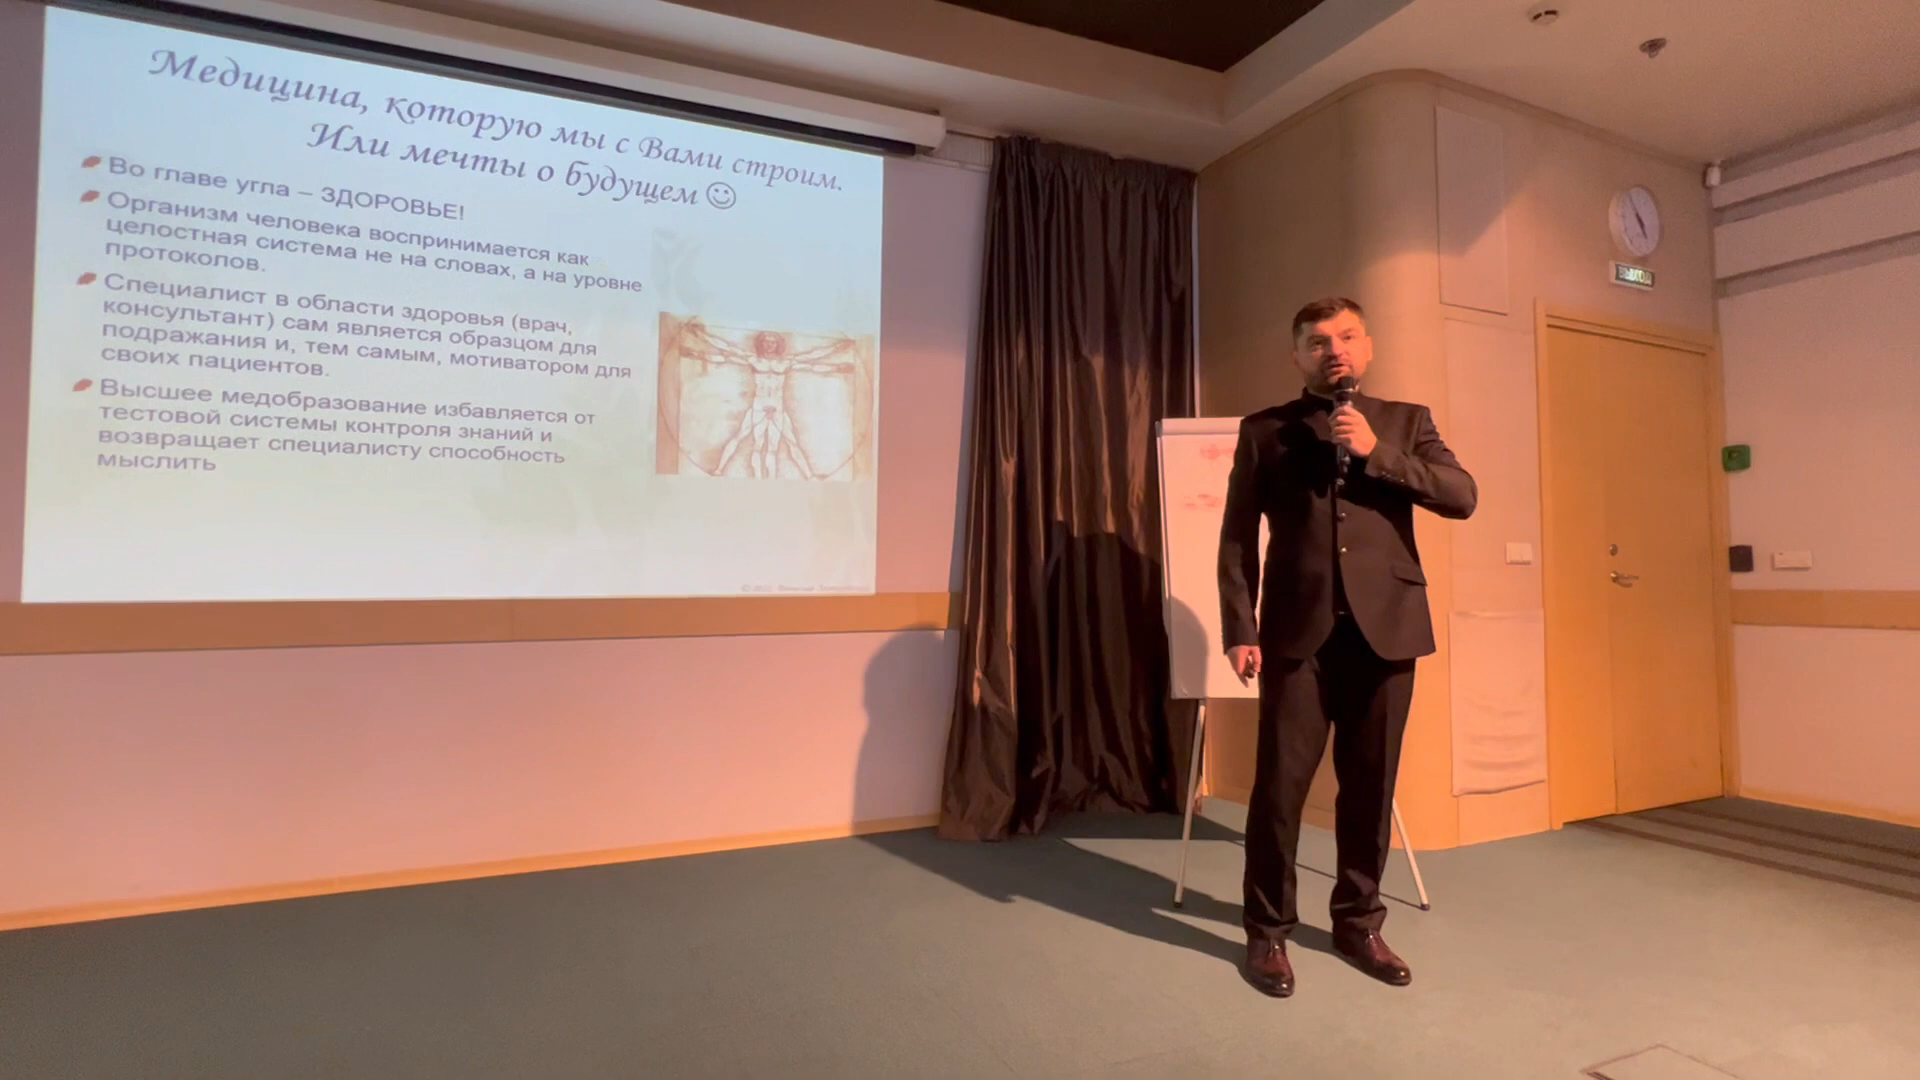 Медицина, которую мы с Вами строим.
Или мечты о будущем ☺
Во главе угла – ЗДОРОВЬЕ!
Организм человека воспринимается как
целостная система не на словах, а на уровне
протоколов.
Специалист в области здоровья (врач,
консультант) сам является образцом для
подражания и, тем самым, мотиватором для
своих пациентов.
Высшее медобразование избавляется от
тестовой системы контроля знаний и
возвращает специалисту способность
мыслить
ВЫХОД